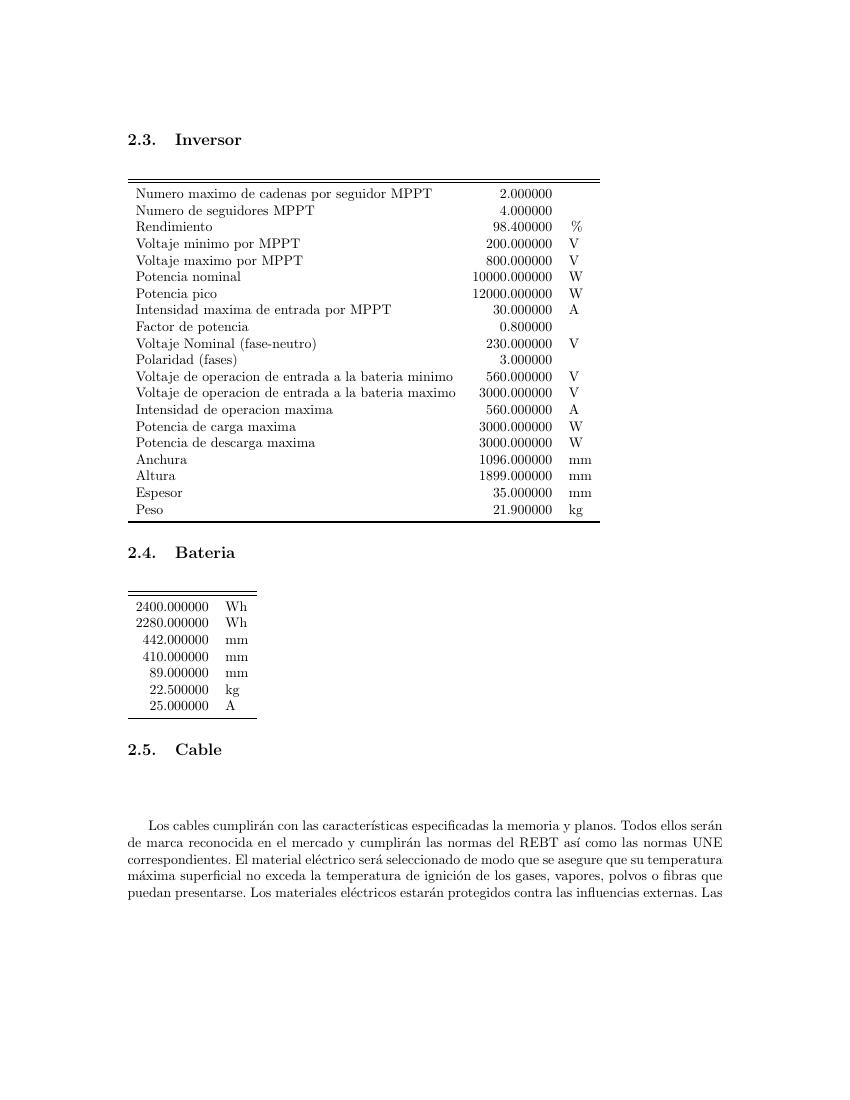 2.3. Inversor
Numero maximo de cadenas por seguidor MPPT 2.000000
Numero de seguidores MPPT 4.000000
Rendimiento 98.400000 %
Voltaje minimo por MPPT 200.000000 V
Voltaje maximo por MPPT 800.000000 V
Potencia nominal 10000.000000 W
Potencia pico 12000.000000 W
Intensidad maxima de entrada por MPPT 30.000000 A
Factor de potencia 0.800000
Voltaje Nominal (fase-neutro) 230.000000 V
Polaridad (fases) 3.000000
Voltaje de operacion de entrada a la bateria minimo 560.000000 V
Voltaje de operacion de entrada a la bateria maximo 3000.000000 V
Intensidad de operacion maxima 560.000000 A
Potencia de carga maxima 3000.000000 W
Potencia de descarga maxima 3000.000000 W
Anchura 1096.000000 mm
Altura 1899.000000 mm
Espesor 35.000000 mm
Peso 21.900000 kg
2.4. Bateria
2400.000000 Wh
2280.000000 Wh
442.000000 mm
410.000000 mm
89.000000 mm
22.500000 kg
25.000000 A
2.5. Cable
Los cables cumplirán con las características especificadas la memoria y planos. Todos ellos serán
de marca reconocida en el mercado y cumplirán las normas del REBT así como las normas UNE
correspondientes. El material eléctrico será seleccionado de modo que se asegure que su temperatura
máxima superficial no exceda la temperatura de ignición de los gases, vapores, polvos o fibras que
puedan presentarse. Los materiales eléctricos estarán protegidos contra las influencias externas. Las